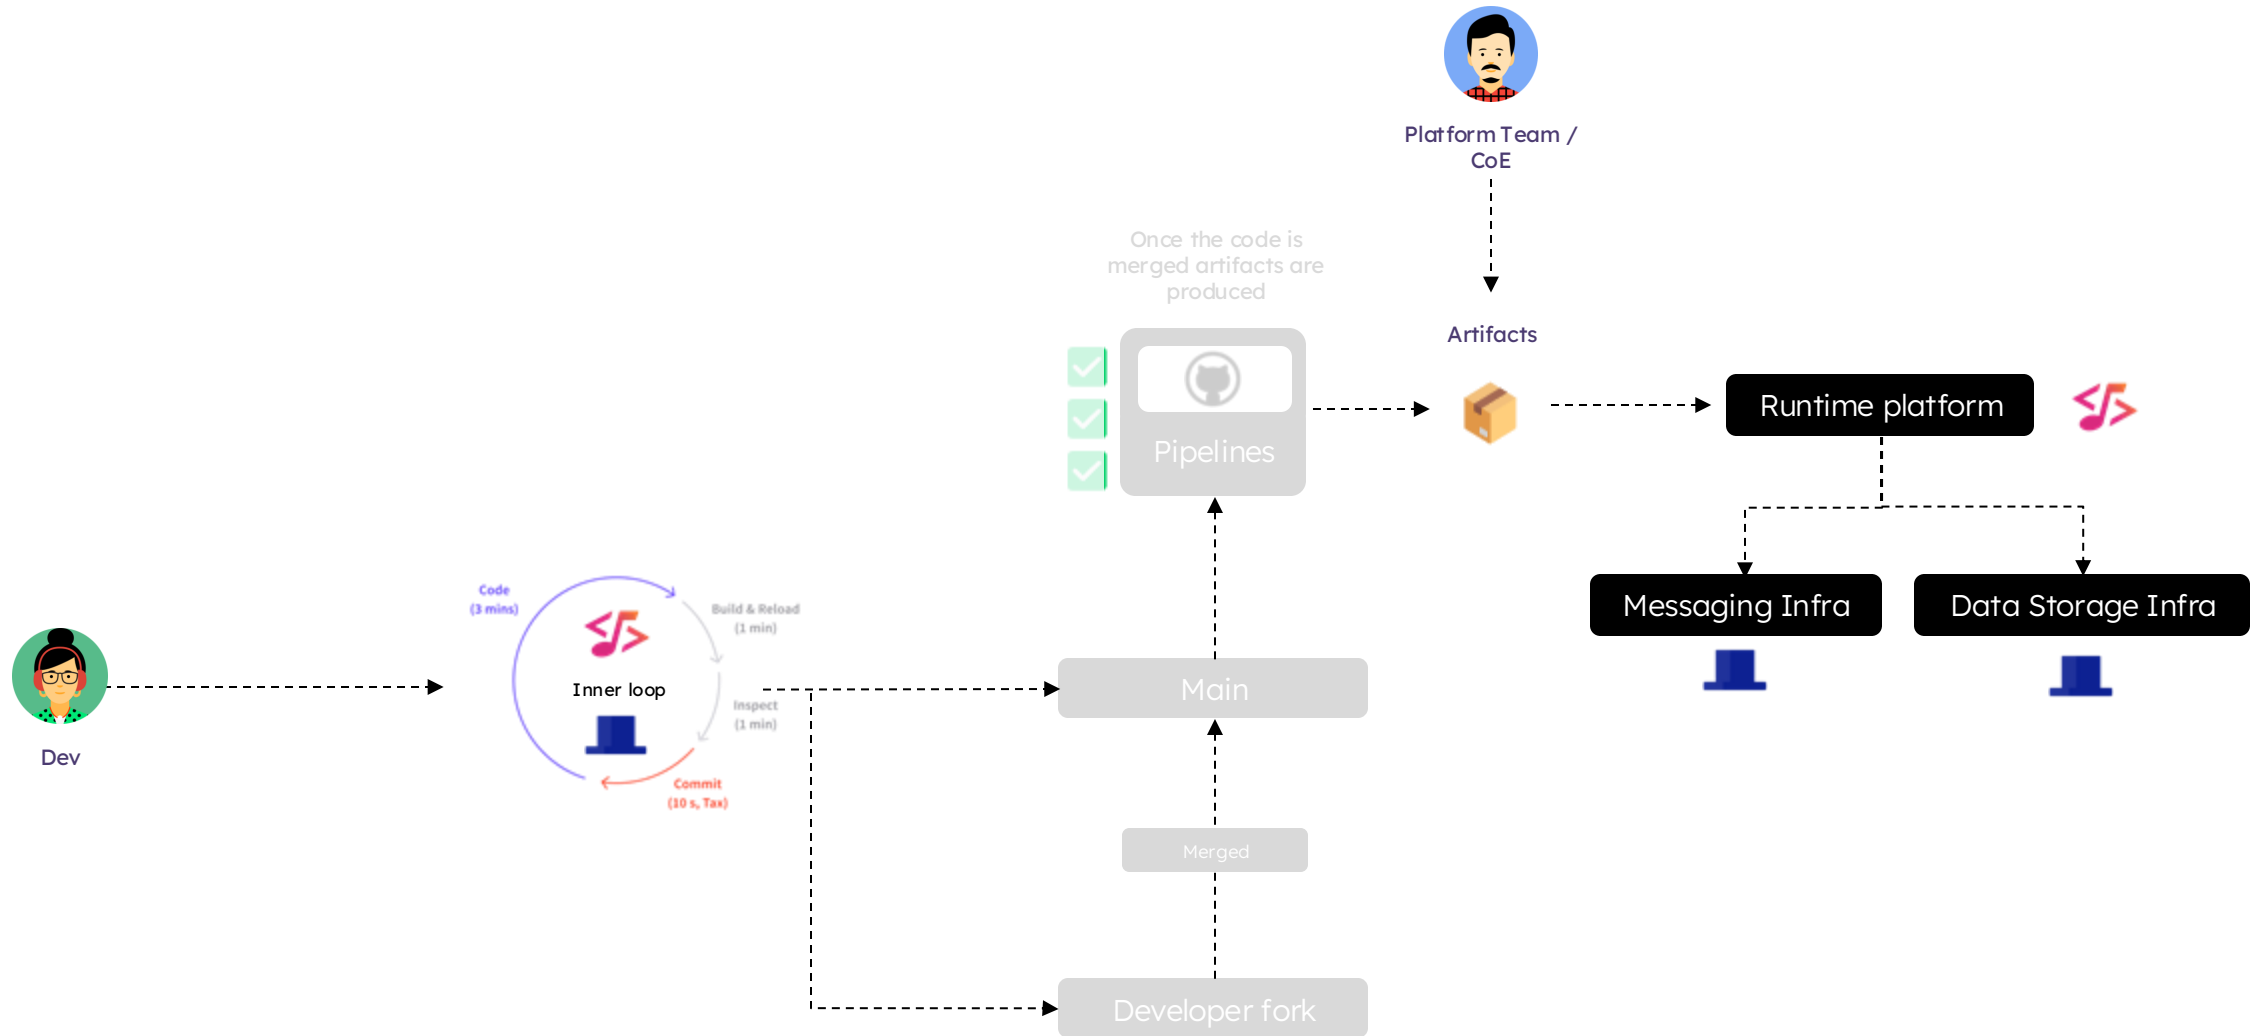 Platform Team /
CoE
Once the code is
merged artifacts are
produced
Artifacts
Pipelines
Runtime platform
Messaging Infra
Data Storage Infra
Code
(3 mins)
Build & Reload
(1 min)
Inner loop
Inspect
(1 min)
Commit
(10 s, Tax)
Dev
Main
Merged
Developer fork